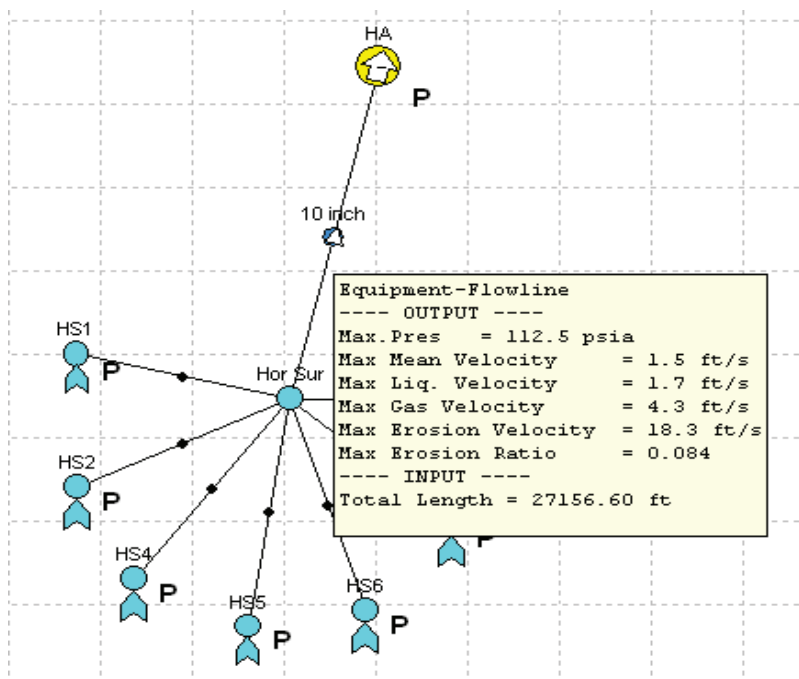 HA
P
10 inch
Equipment-Flowline
---- OUTPUT ----
Max.Pres = 112.5 psia
Max Mean Velocity = 1.5 ft/s
Max Liq. Velocity = 1.7 ft/s
Max Gas Velocity = 4.3 ft/s
Max Erosion Velocity = 18.3 ft/s
Max Erosion Ratio = 0.084
---- INPUT ----
Total Length = 27156.60 ft
HS1
P
Hor Sur
HS2
P
HS4
P
HS5
P
HS6
P
P